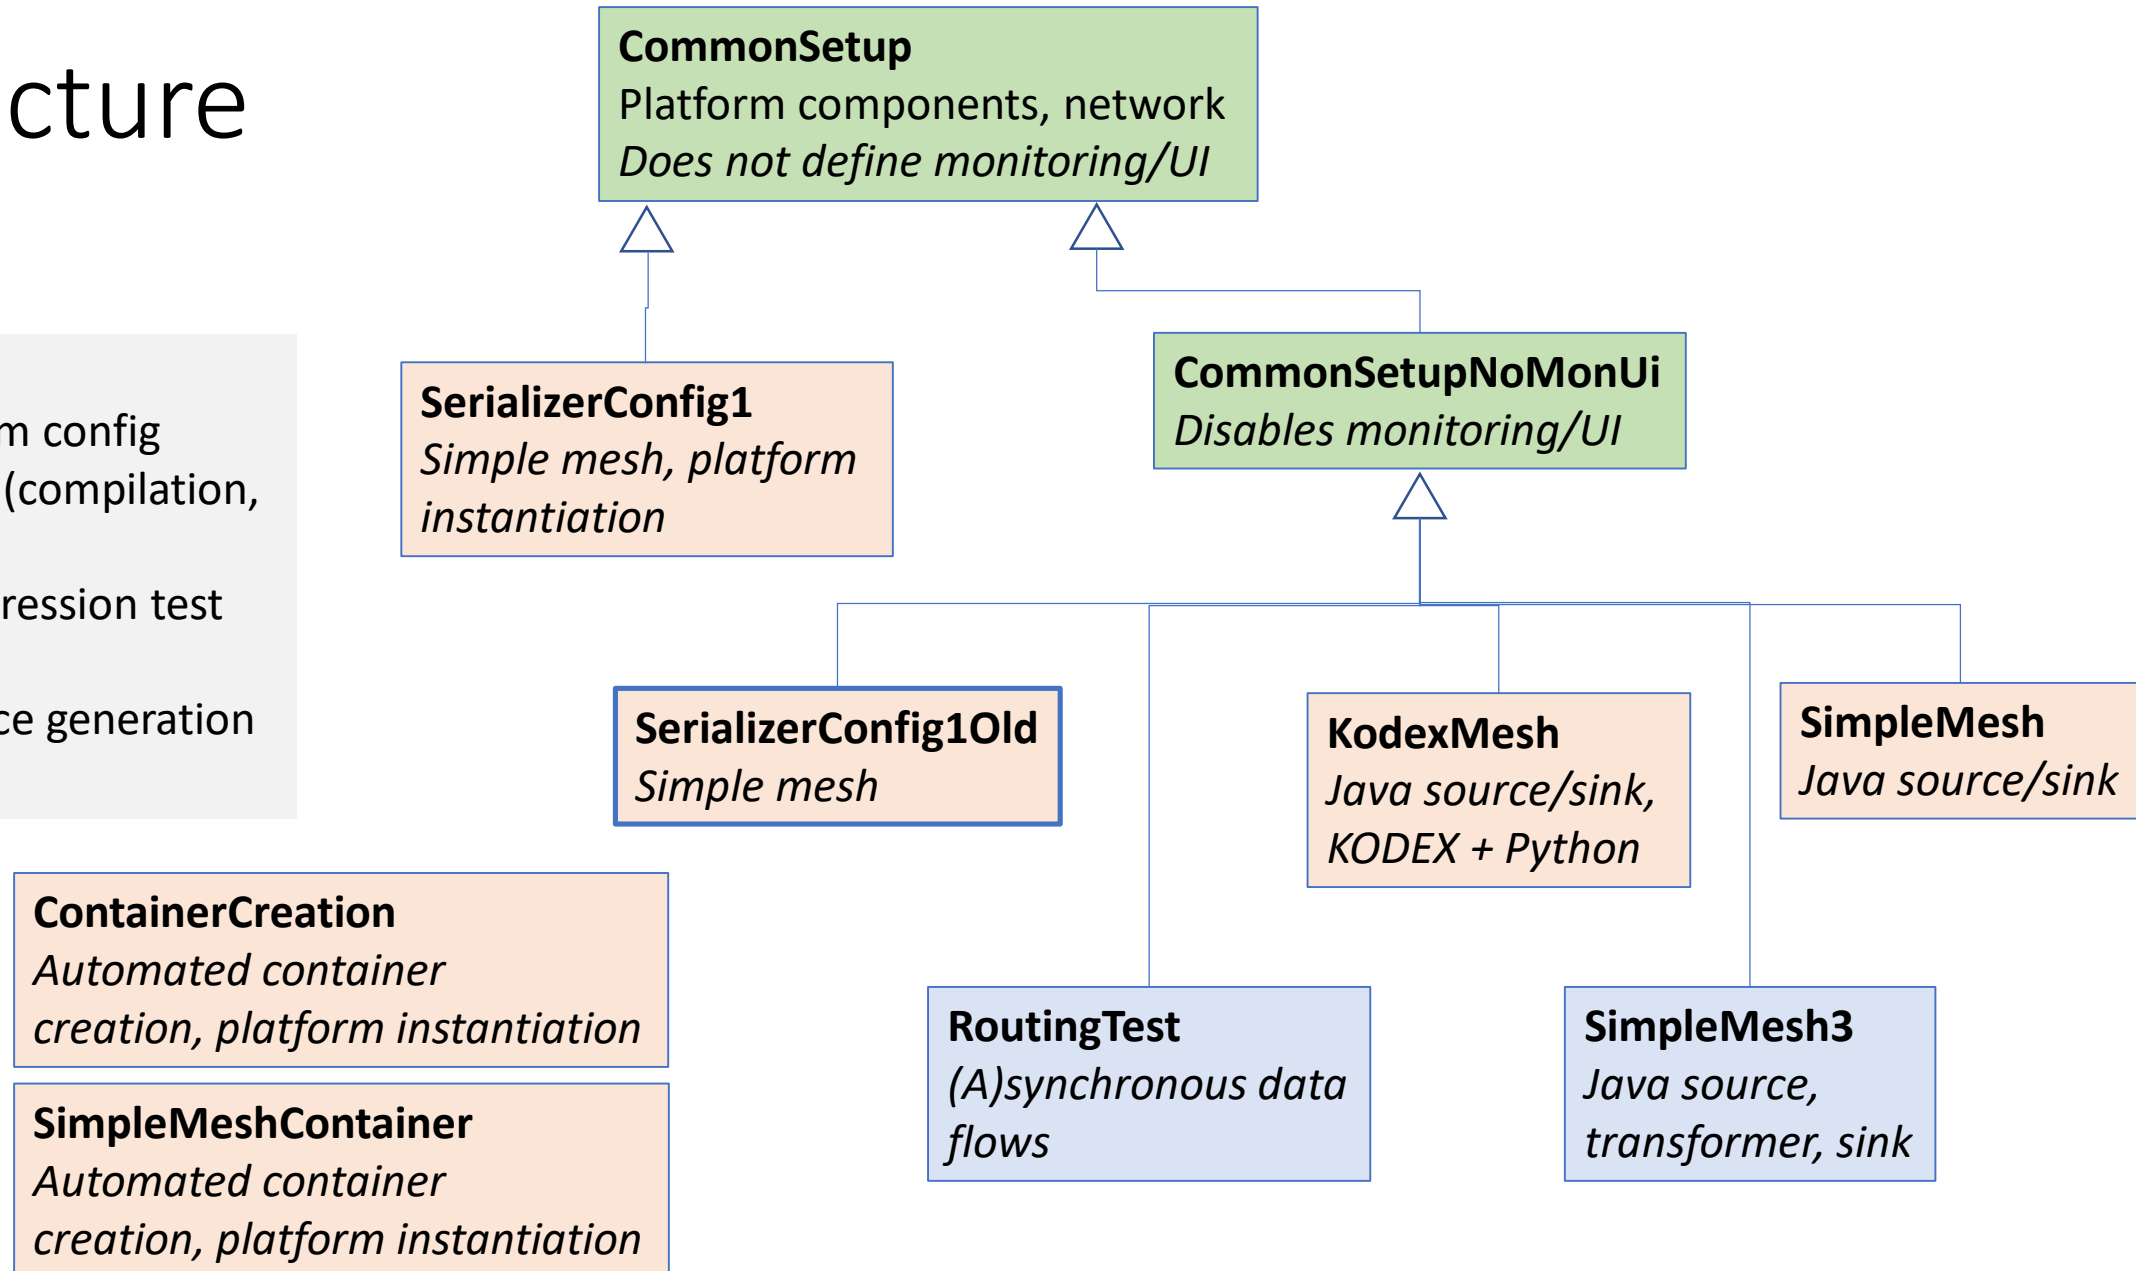 cture
CommonSetup
Platform components, network
Does not define monitoring/UI
m config
(compilation,
ression test
ce generation
SerializerConfig1
Simple mesh, platform
instantiation
CommonSetupNoMonUi
Disables monitoring/UI
SerializerConfig1Old
Simple mesh
KodexMesh
Java source/sink,
KODEX + Python
SimpleMesh
Java source/sink
ContainerCreation
Automated container
creation, platform instantiation
SimpleMeshContainer
Automated container
creation, platform instantiation
RoutingTest
(A)synchronous data
flows
SimpleMesh3
Java source,
transformer, sink